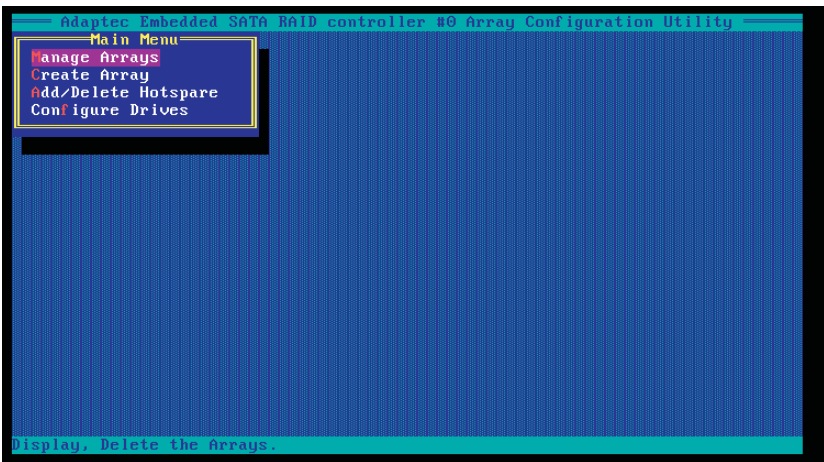 Adaptec Embedded SATA RAID controller #0 Array Configuration Utility
Main Menu
Manage Arrays
Create Array
Add/Delete Hotspare
Configure Drives
Display, Delete the Arrays.